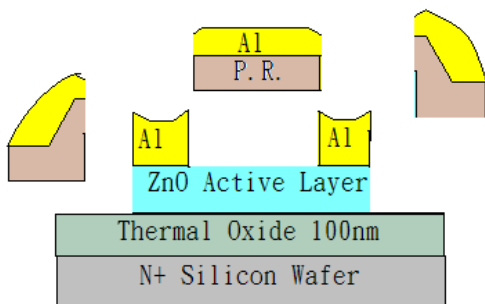 Al
P.R.
Al Al
ZnO Active Layer
Thermal Oxide 100nm
N+ Silicon Wafer